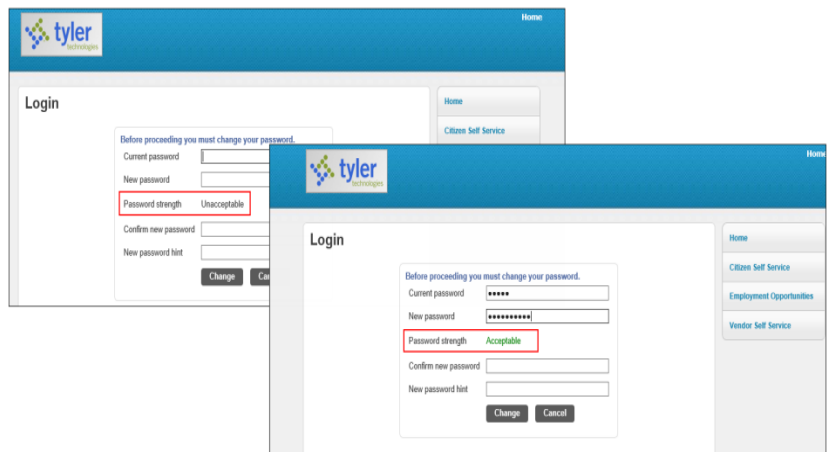 Home
tyler
technologies
Login
Home
Citizen Self Service
Before proceeding you must change your password.
Current password
New password
Password strength Unacceptable
Confirm new password
New password hint
Change
Home
tyler
technologies
Login
Home
Citizen Self Service
Employment Opportunities
Vendor Self Service
Before proceeding you must change your password.
Current password •••••
New password ••••••••••
Password strength Acceptable
Confirm new password
New password hint
Change Cancel